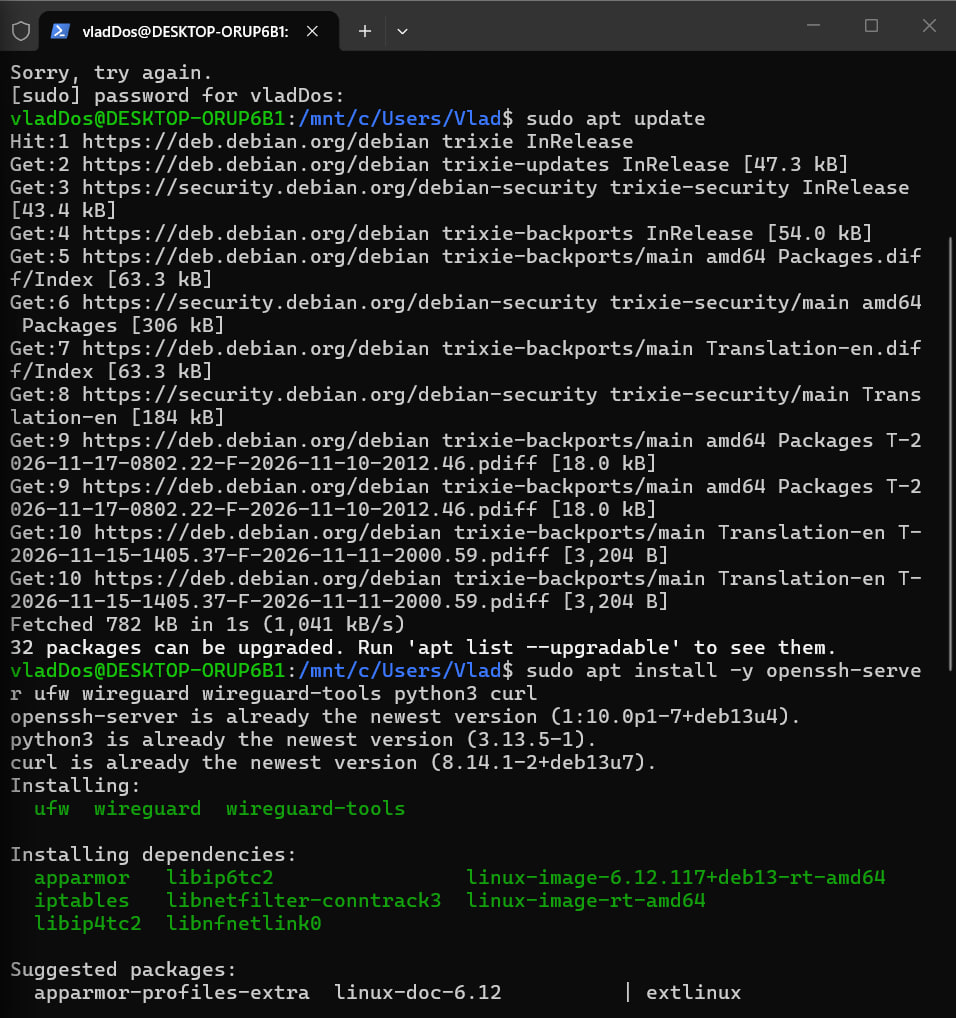 vladDos@DESKTOP-ORUP6B1:
Sorry, try again.
[sudo] password for vladDos:
vladDos@DESKTOP-ORUP6B1:/mnt/c/Users/Vlad$ sudo apt update
Hit:1 https://deb.debian.org/debian trixie InRelease
Get:2 https://deb.debian.org/debian trixie-updates InRelease [47.3 kB]
Get:3 https://security.debian.org/debian-security trixie-security InRelease
[43.4 kB]
Get:4 https://deb.debian.org/debian trixie-backports InRelease [54.0 kB]
Get:5 https://deb.debian.org/debian trixie-backports/main amd64 Packages.dif
f/Index [63.3 kB]
Get:6 https://security.debian.org/debian-security trixie-security/main amd64
 Packages [306 kB]
Get:7 https://deb.debian.org/debian trixie-backports/main Translation-en.dif
f/Index [63.3 kB]
Get:8 https://security.debian.org/debian-security trixie-security/main Trans
lation-en [184 kB]
Get:9 https://deb.debian.org/debian trixie-backports/main amd64 Packages T-2
026-11-17-0802.22-F-2026-11-10-2012.46.pdiff [18.0 kB]
Get:9 https://deb.debian.org/debian trixie-backports/main amd64 Packages T-2
026-11-17-0802.22-F-2026-11-10-2012.46.pdiff [18.0 kB]
Get:10 https://deb.debian.org/debian trixie-backports/main Translation-en T-
2026-11-15-1405.37-F-2026-11-11-2000.59.pdiff [3,204 B]
Get:10 https://deb.debian.org/debian trixie-backports/main Translation-en T-
2026-11-15-1405.37-F-2026-11-11-2000.59.pdiff [3,204 B]
Fetched 782 kB in 1s (1,041 kB/s)
32 packages can be upgraded. Run 'apt list --upgradable' to see them.
vladDos@DESKTOP-ORUP6B1:/mnt/c/Users/Vlad$ sudo apt install -y openssh-serve
r ufw wireguard wireguard-tools python3 curl
openssh-server is already the newest version (1:10.0p1-7+deb13u4).
python3 is already the newest version (3.13.5-1).
curl is already the newest version (8.14.1-2+deb13u7).
Installing:
  ufw  wireguard  wireguard-tools

Installing dependencies:
  apparmor   libip6tc2                linux-image-6.12.117+deb13-rt-amd64
  iptables   libnetfilter-conntrack3  linux-image-rt-amd64
  libip4tc2  libnfnetlink0

Suggested packages:
  apparmor-profiles-extra  linux-doc-6.12          | extlinux